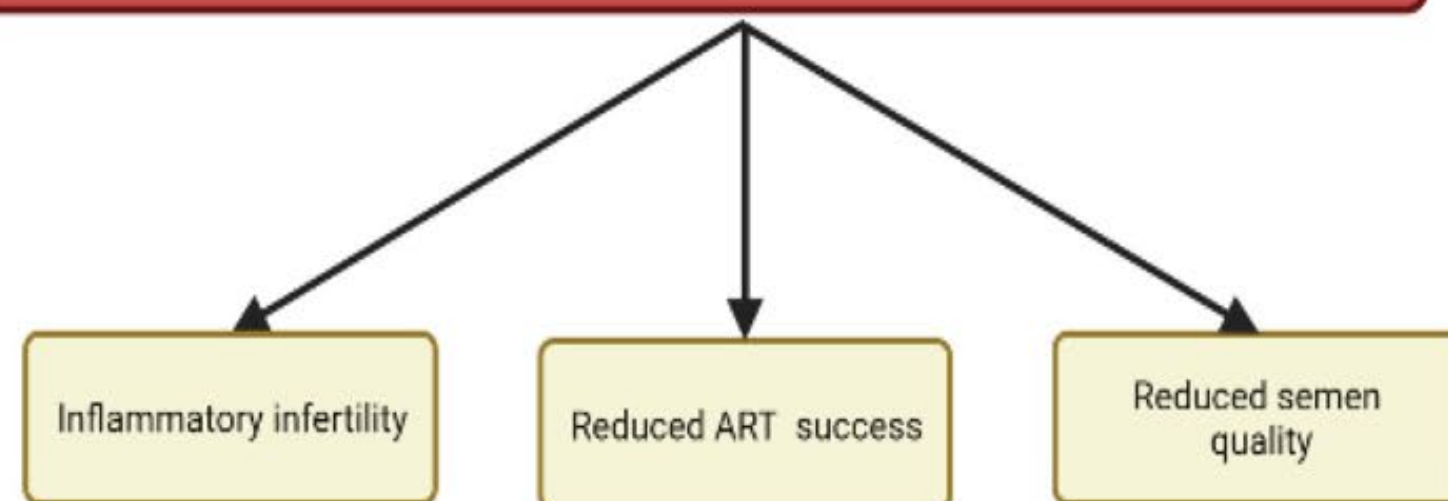 Inflammatory infertility
Reduced ART success
Reduced semen
quality